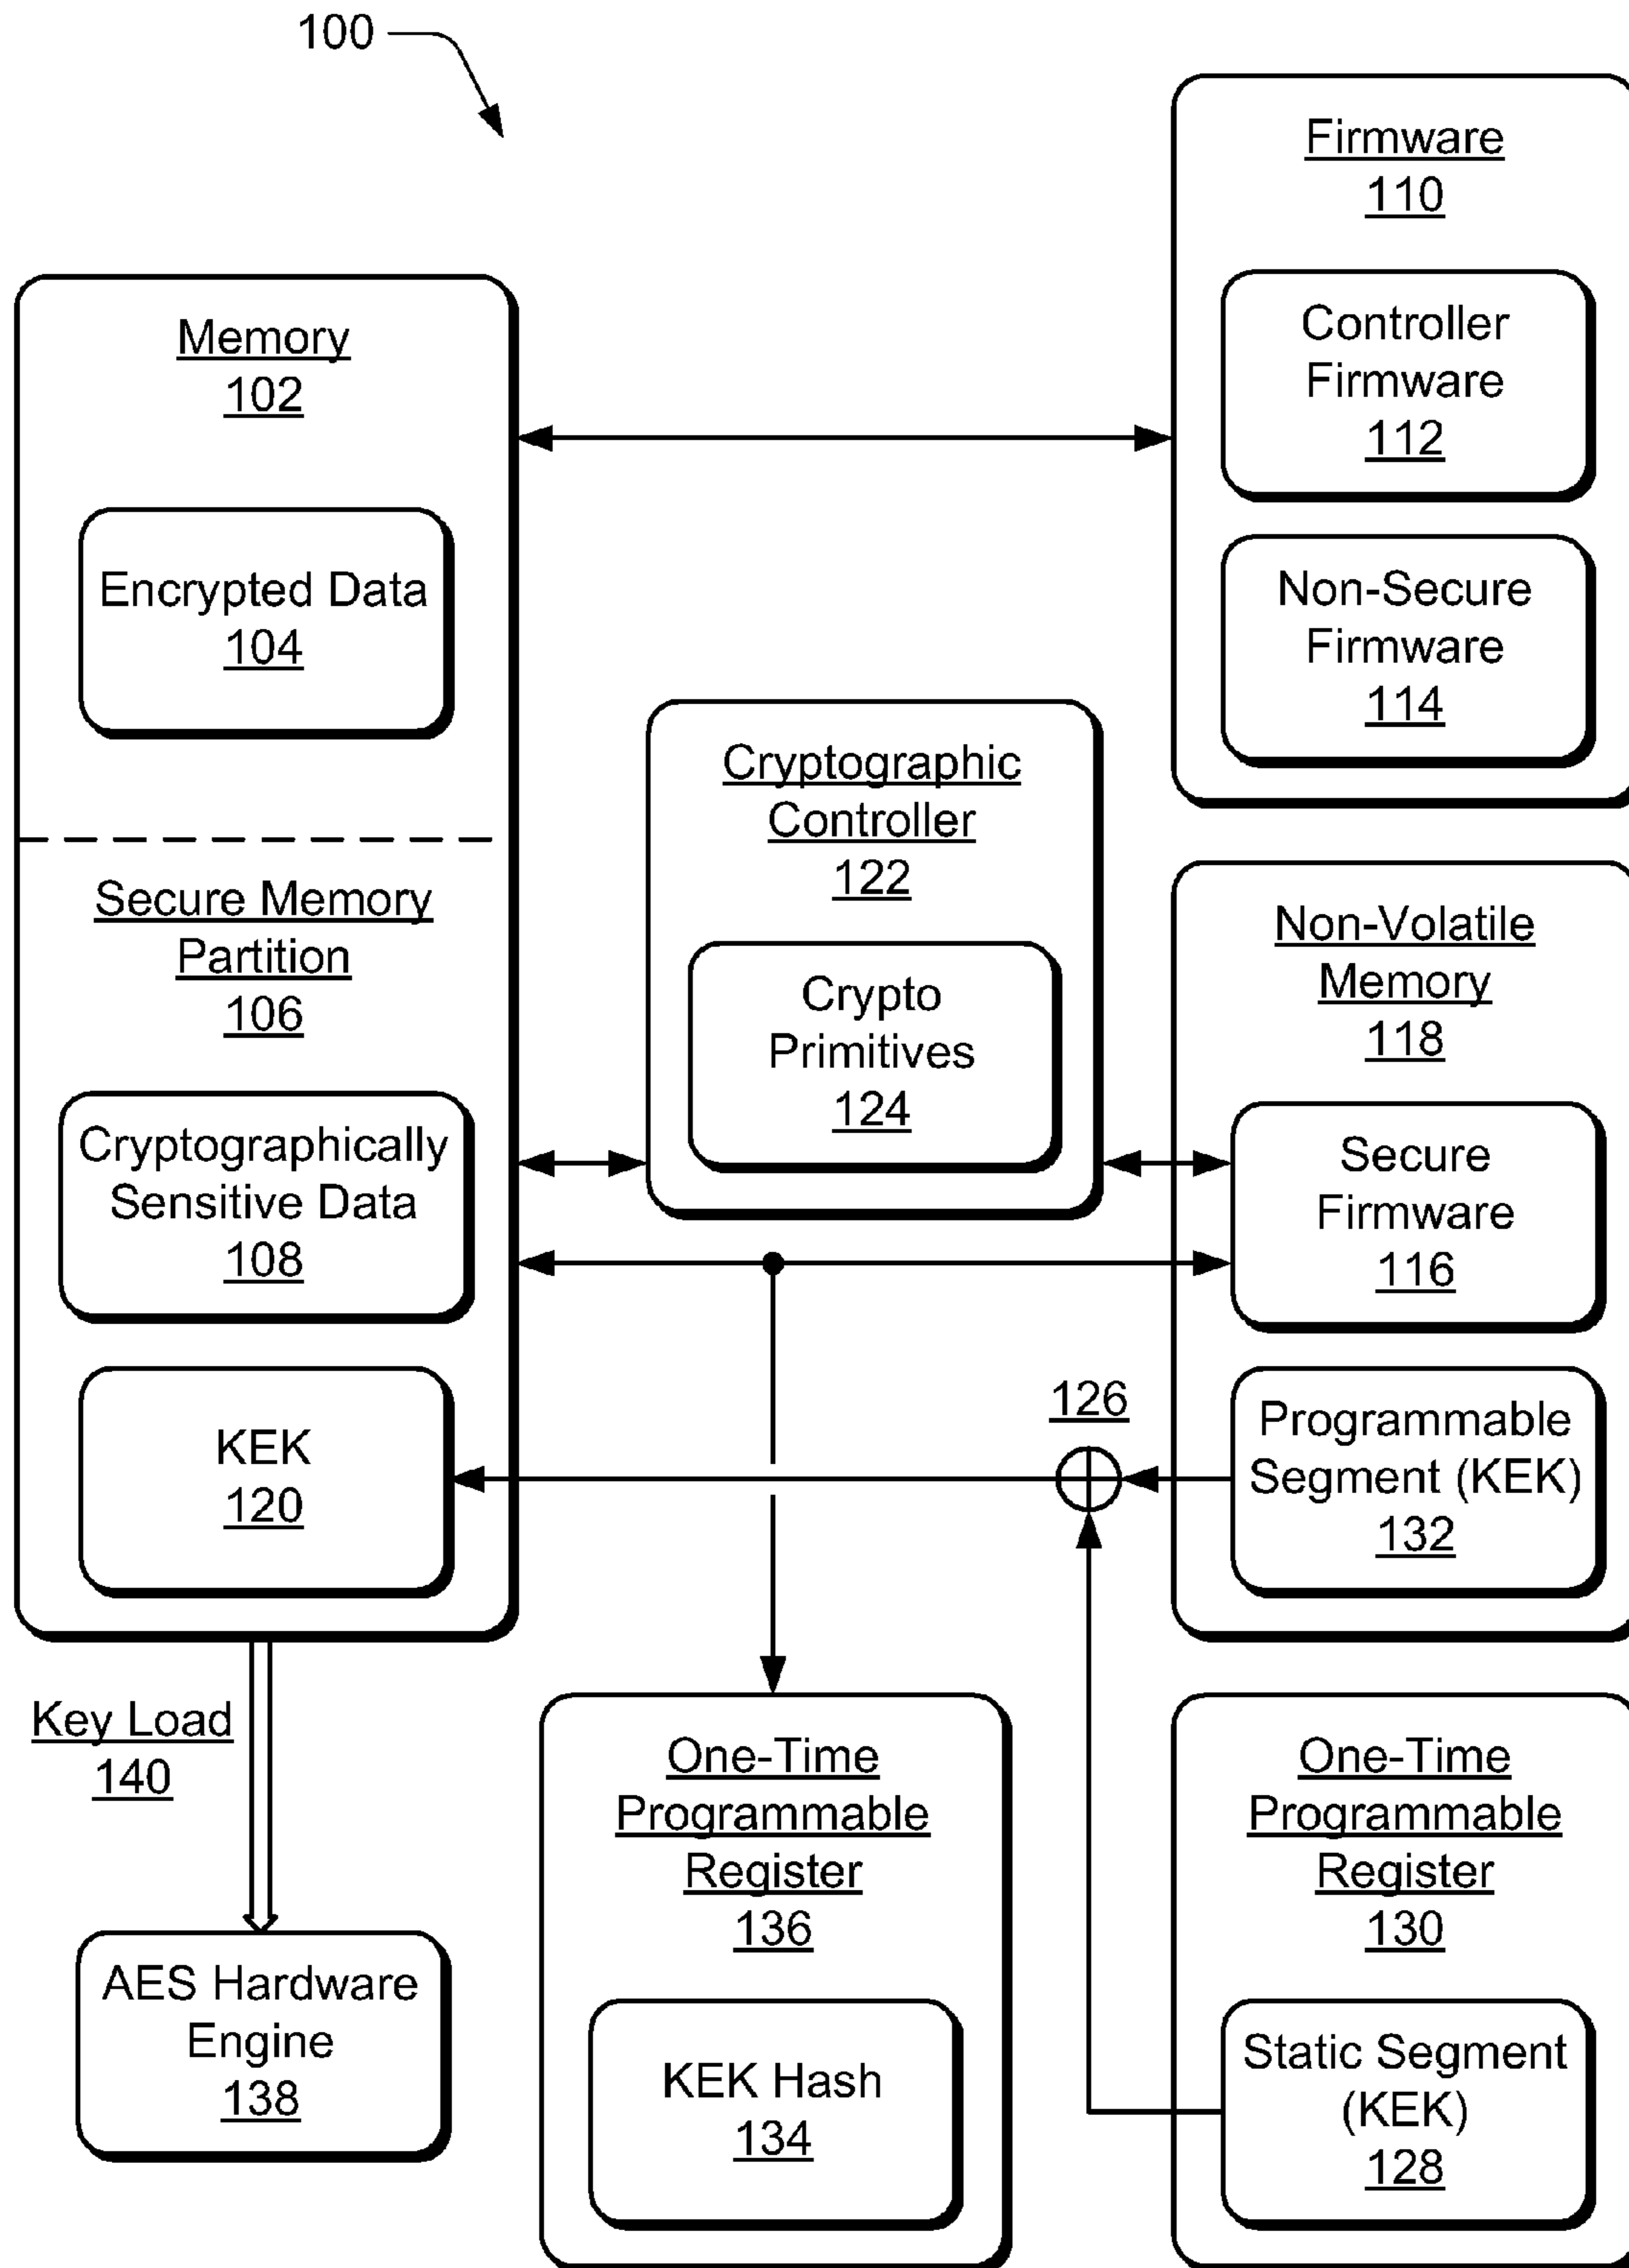 100
Firmware
110
Controller
Firmware
112
Non-Secure
Firmware
114
Memory
102
Encrypted Data
104
Secure Memory
Partition
106
Cryptographically
Sensitive Data
108
KEK
120
Cryptographic
Controller
122
Crypto
Primitives
124
Non-Volatile
Memory
118
Secure
Firmware
116
Programmable
Segment (KEK)
132
126
Key Load
140
AES Hardware
Engine
138
One-Time
Programmable
Register
136
KEK Hash
134
One-Time
Programmable
Register
130
Static Segment
(KEK)
128